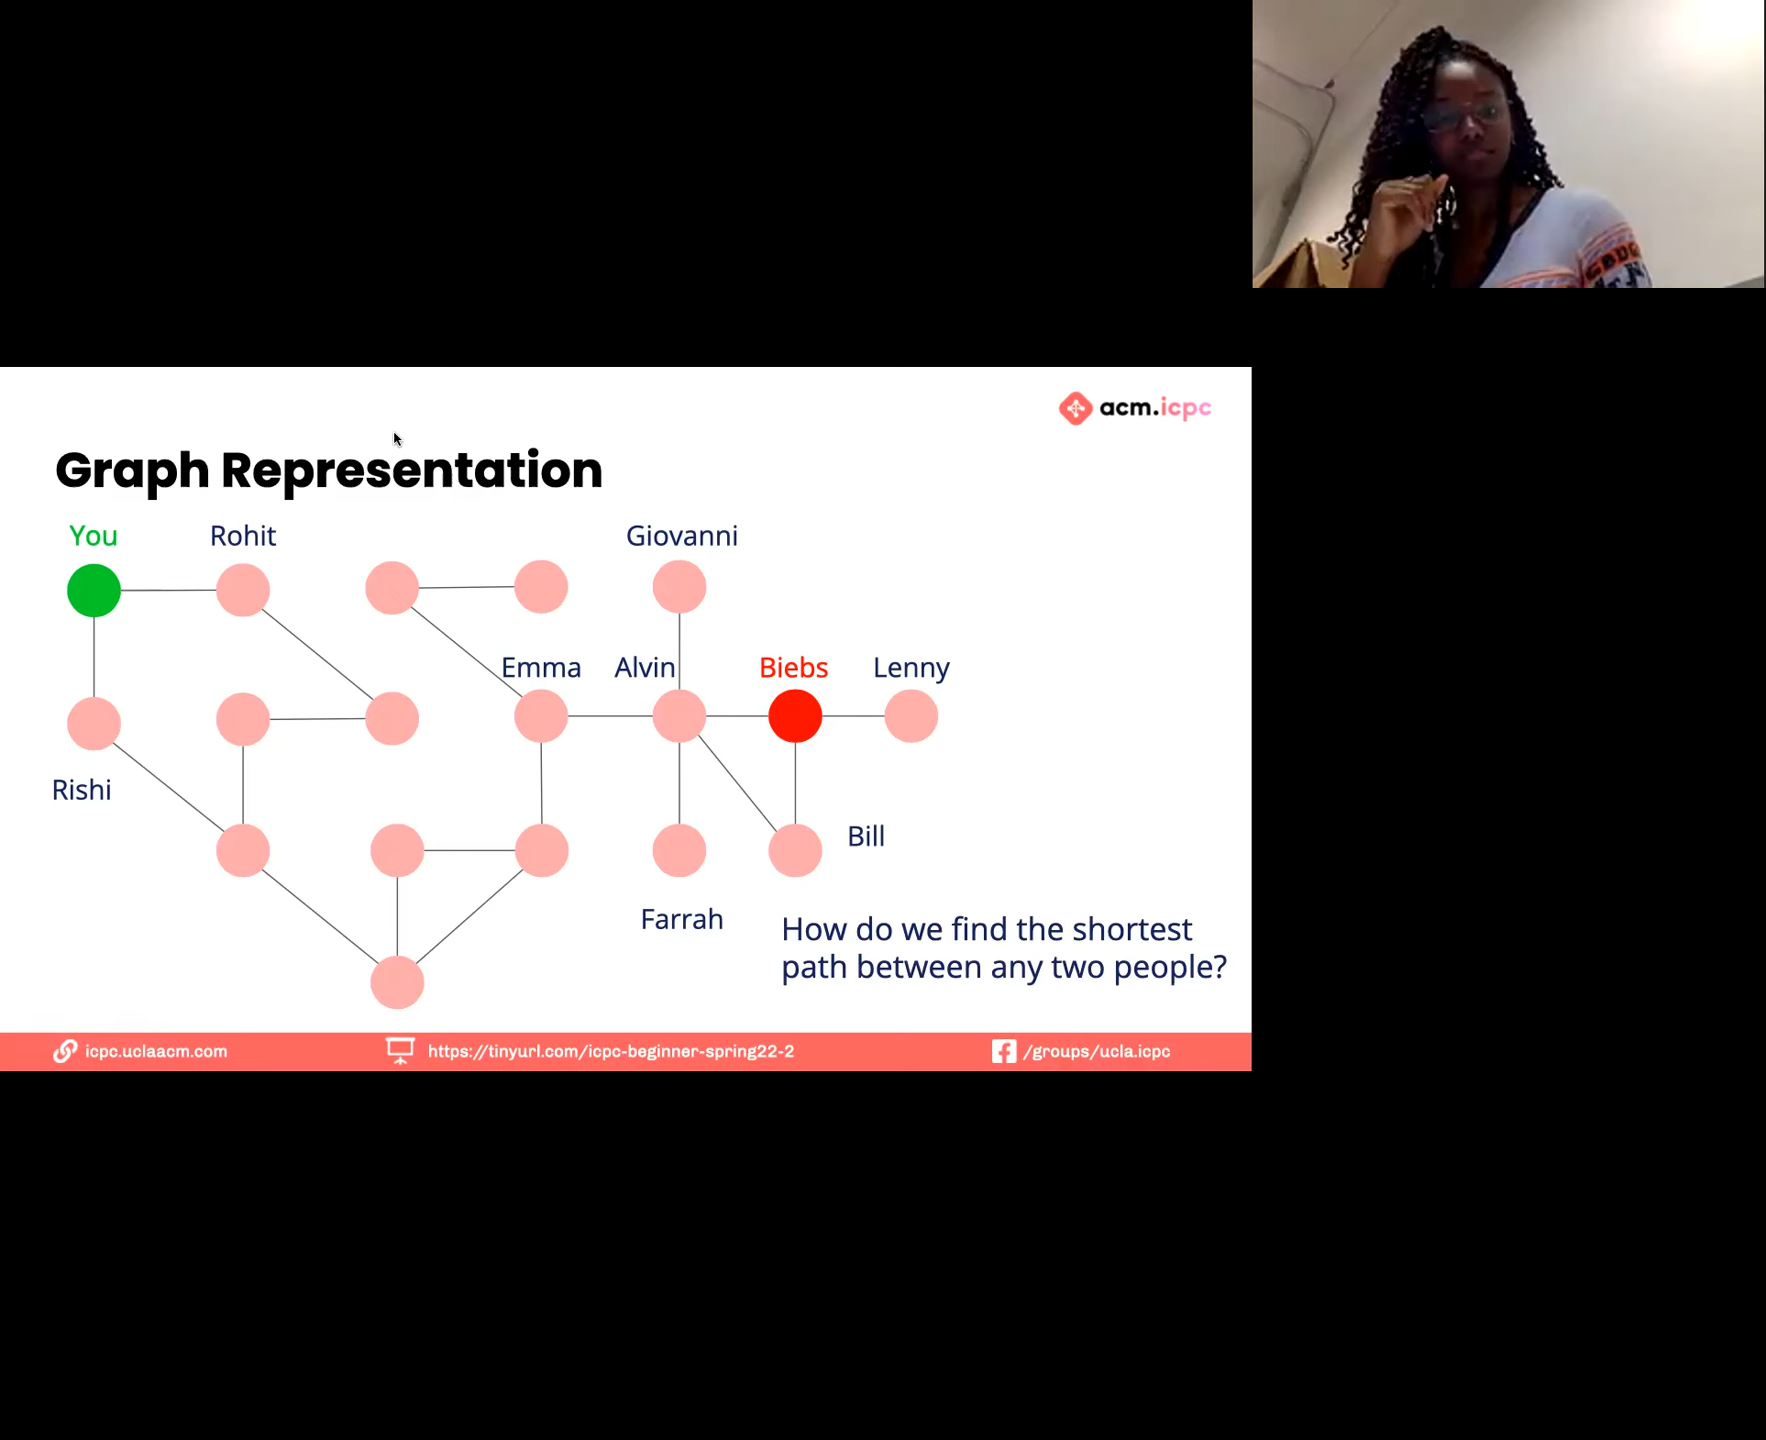 acm.icpc
Graph Representation
You
Rohit
Giovanni
Emma
Alvin
Biebs
Lenny
Rishi
Bill
Farrah
How do we find the shortest
path between any two people?
icpc.uclaacm.com
https://tinyurl.com/icpc-beginner-spring22-2
/groups/ucla.icpc